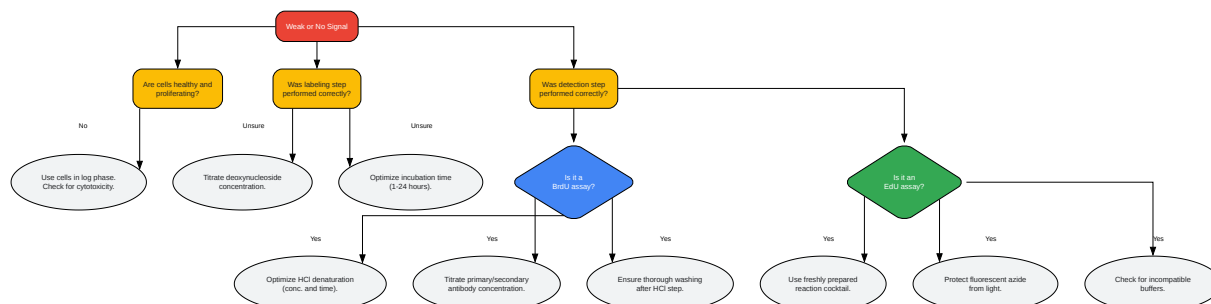 Weak or No Signal
Are cells healthy and
proliferating?
Was labeling step
performed correctly?
Was detection step
performed correctly?
No
Unsure
Unsure
Use cells in log phase.
Check for cytotoxicity.
Titrate deoxynucleoside
concentration.
Optimize incubation time
(1-24 hours).
Is it a
BrdU assay?
Is it an
EdU assay?
Yes
Yes
Yes
Yes
Yes
Yes
Optimize HCl denaturation
(conc. and time).
Titrate primary/secondary
antibody concentration.
Ensure thorough washing
after HCl step.
Use freshly prepared
reaction cocktail.
Protect fluorescent azide
from light.
Check for incompatible
buffers.